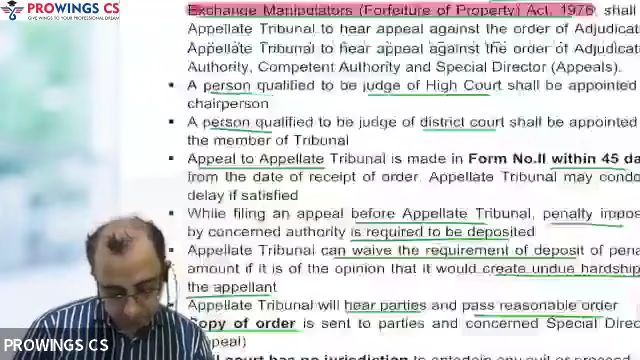 PROWINGS CS
GIVE WINGS TO YOUR PROFESSIONAL DREAM
Exchange Manipulators (Forfeiture of Property) Act, 1976, shall
Appellate Tribunal to hear appeal against the order of Adjudicati
Appellate Tribunal to hear appeal against the order of Adjudicati
Authority, Competent Authority and Special Director (Appeals).
▪ A person qualified to be judge of High Court shall be appointed
chairperson
▪ A person qualified to be judge of district court shall be appointed
the member of Tribunal
▪ Appeal to Appellate Tribunal is made in Form No.II within 45 da
from the date of receipt of order. Appellate Tribunal may condo
delay if satisfied
▪ While filing an appeal before Appellate Tribunal, penalty impos
by concerned authority is required to be deposited
▪ Appellate Tribunal can waive the requirement of deposit of pena
amount if it is of the opinion that it would create undue hardship
the appellant
▪ Appellate Tribunal will hear parties and pass reasonable order
Copy of order is sent to parties and concerned Special Direc
ppeal)
court has no jurisdiction to entertain any suit or proceed
PROWINGS CS